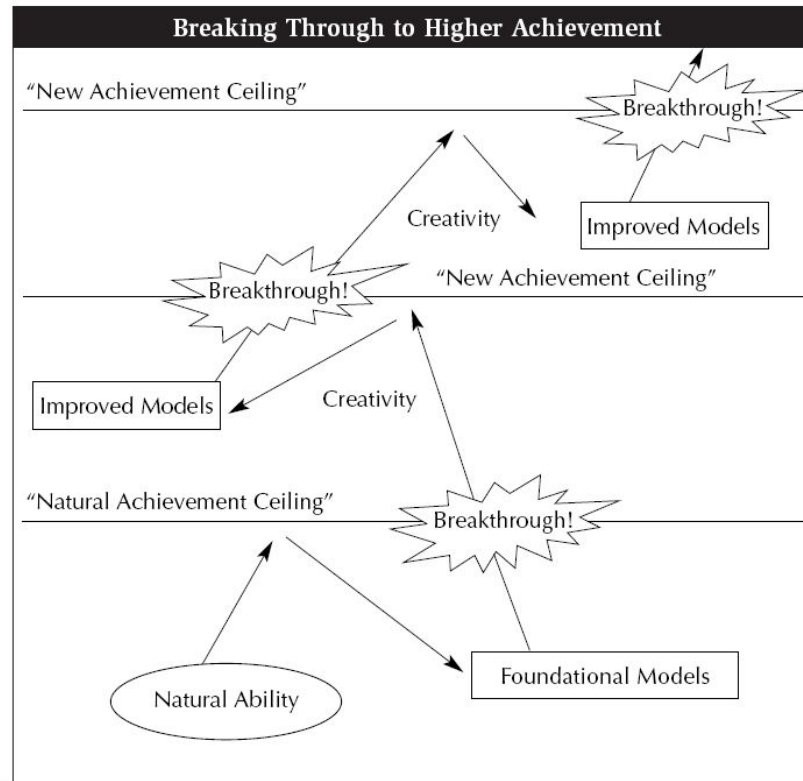 Breaking Through to Higher Achievement
“New Achievement Ceiling”
Breakthrough!
Creativity
Improved Models
Breakthrough!
“New Achievement Ceiling”
Improved Models
Creativity
“Natural Achievement Ceiling”
Breakthrough!
Natural Ability
Foundational Models